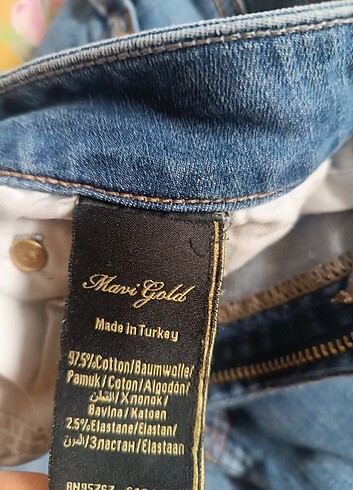 Mavi Gold
Made in Turkey
97.5%Cotton/Baumwolle/
Pamuk/Coton/Algodón/
القطن/Хлопок/
Bavlna/Katoen
2.5%Elastane/Elastan/
/Эластан/Elastaan